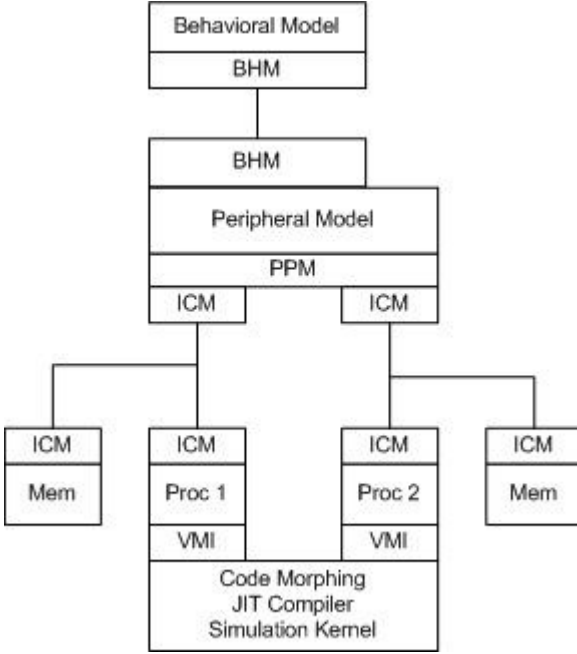 Behavioral Model
BHM
BHM
Peripheral Model
PPM
ICM ICM
ICM ICM ICM ICM
Mem Proc 1 Proc 2 Mem
VMI VMI
Code Morphing
JIT Compiler
Simulation Kernel